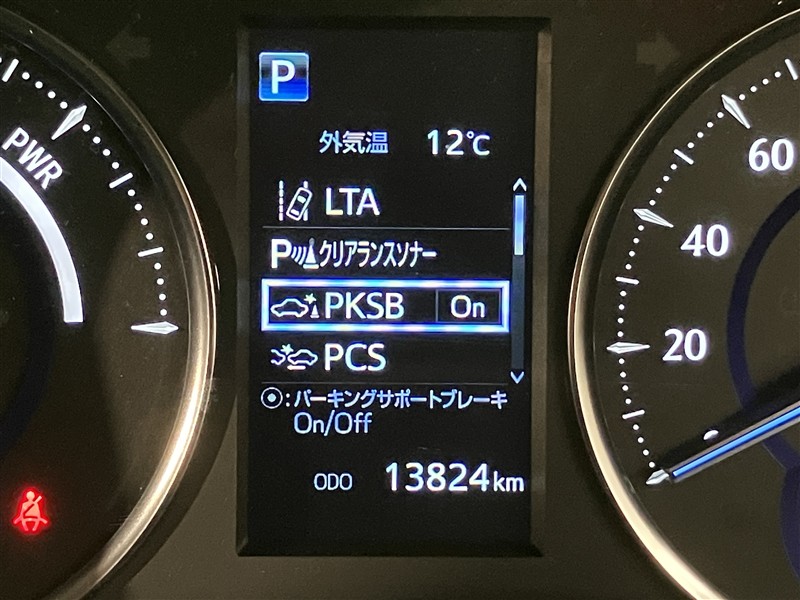 P
外気温 12℃
PWR
LTA
Pクリアランスソナー
PKSB On
PCS
◉:パーキングサポートブレーキ
On/Off
ODO 13824km
60
40
20